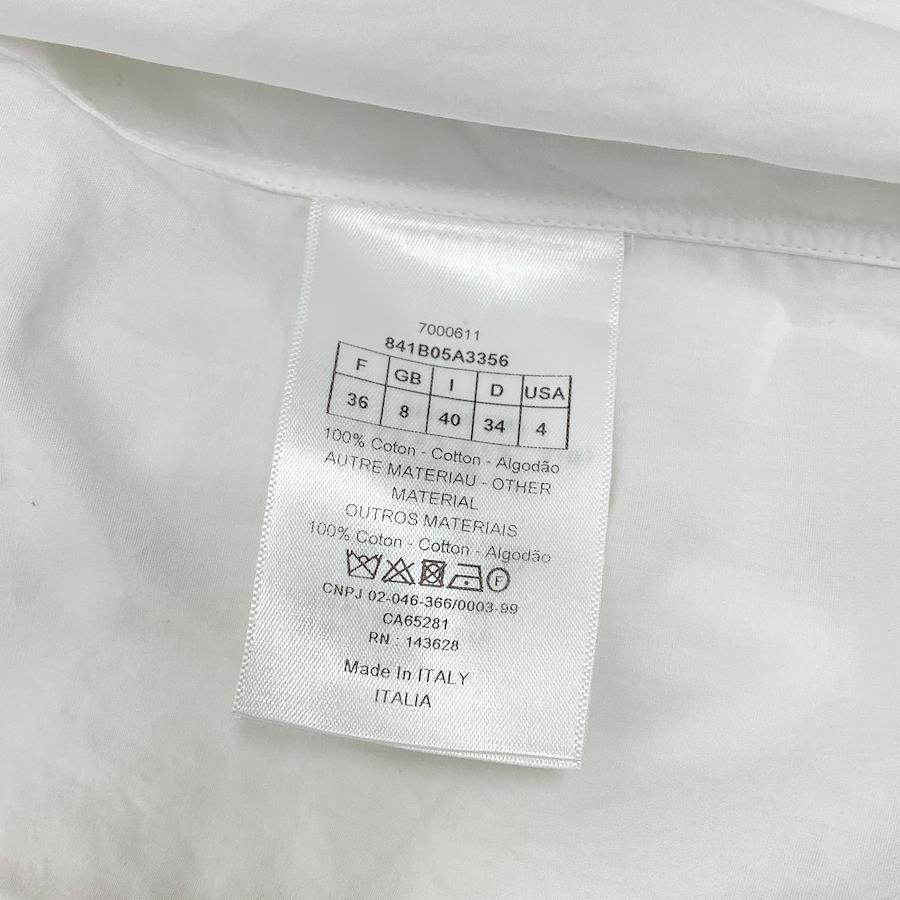 7000611
841B05A3356
F GB I D USA
36 8 40 34 4
100% Coton - Cotton - Algodão
AUTRE MATERIAU - OTHER
MATERIAL
OUTROS MATERIAIS
100% Coton - Cotton - Algodão
F
CNPJ 02-046-366/0003-99
CA65281
RN : 143628
Made In ITALY
ITALIA